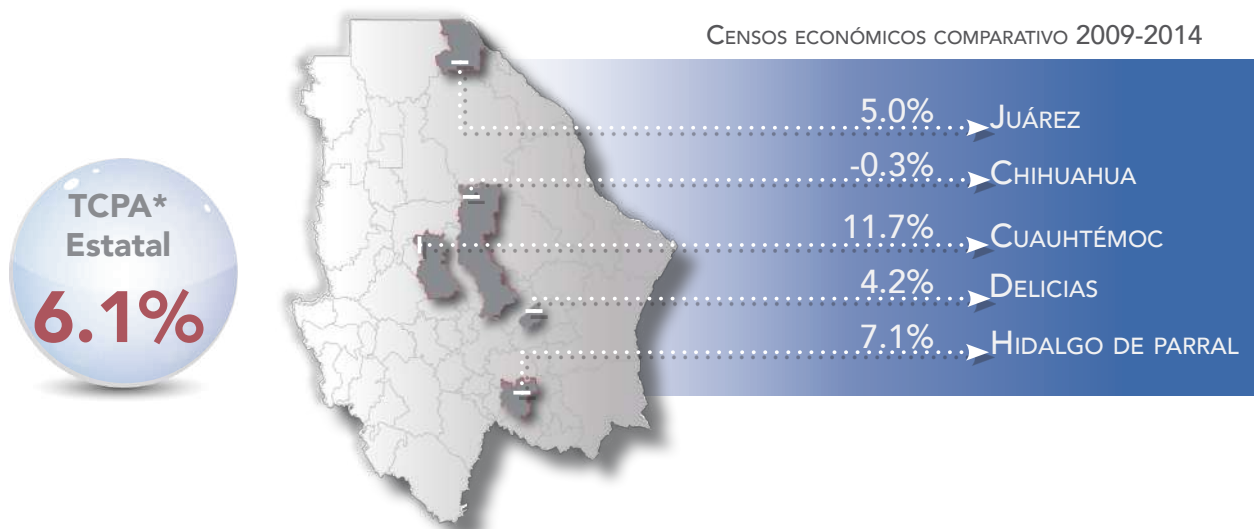 CENSOS ECONÓMICOS COMPARATIVO 2009-2014
TCPA*
Estatal
6.1%
5.0% JUÁREZ
-0.3% CHIHUAHUA
11.7% CUAUHTÉMOC
4.2% DELICIAS
7.1% HIDALGO DE PARRAL